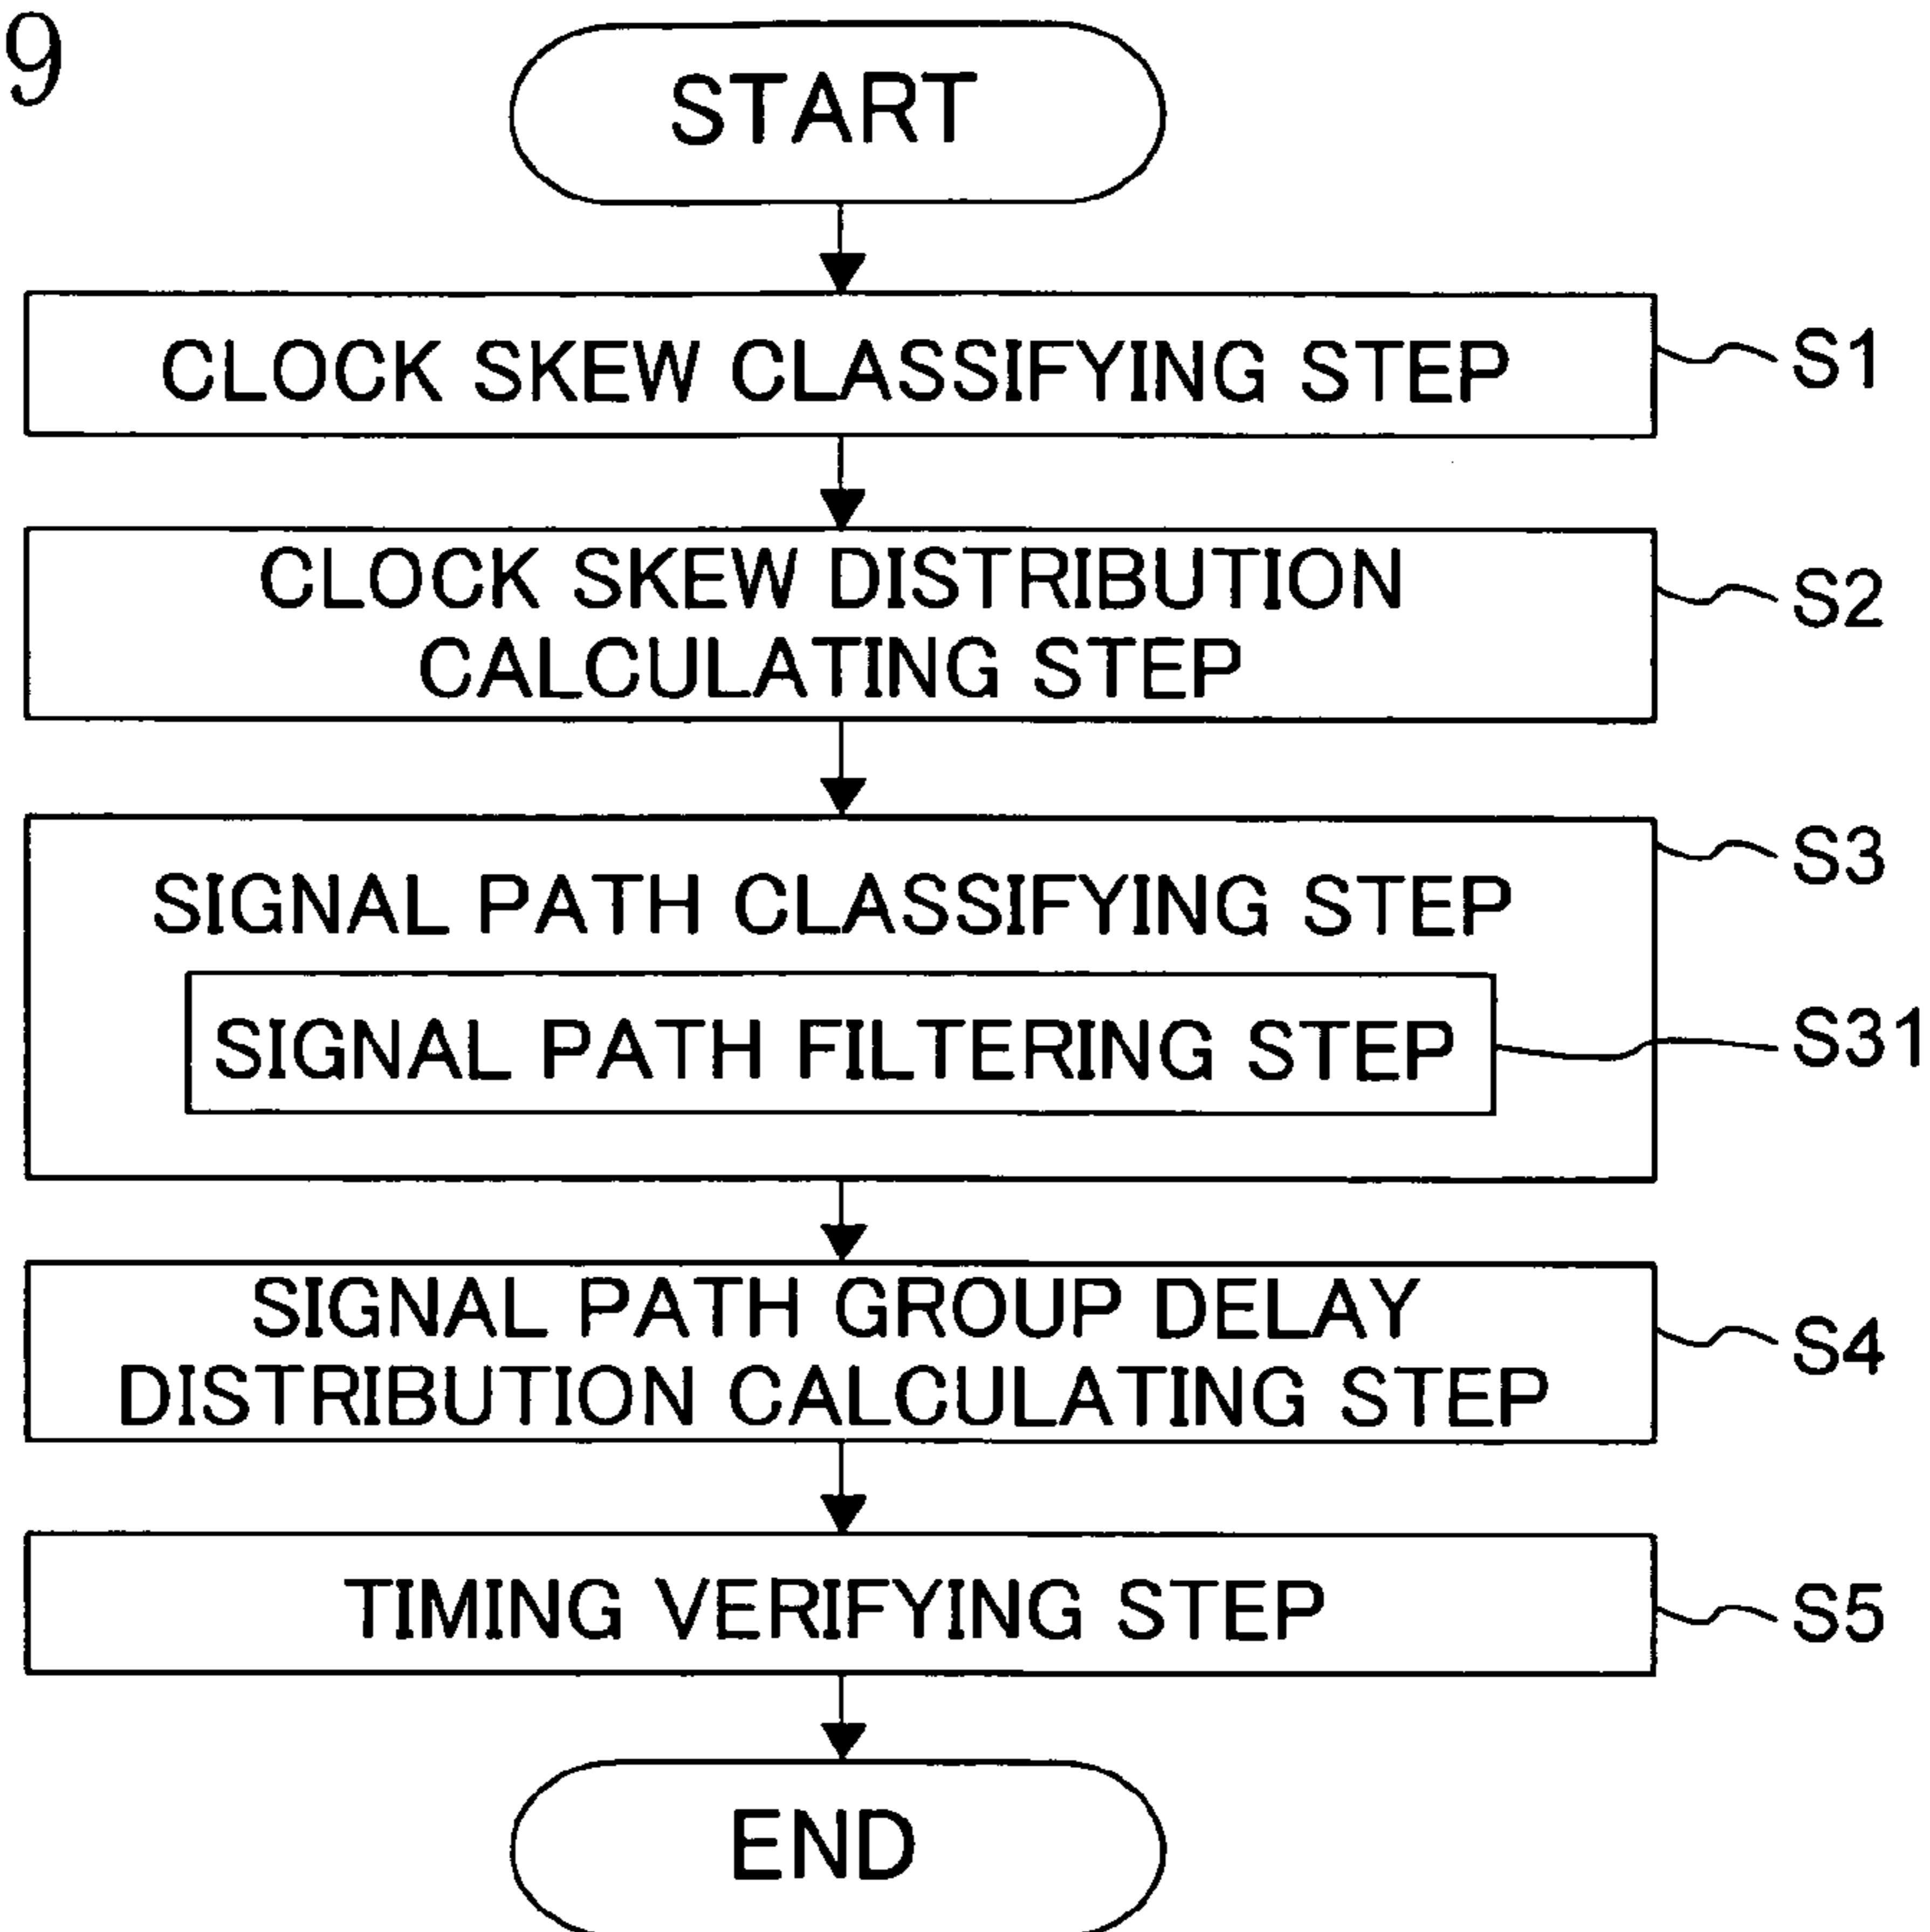 9
START
CLOCK SKEW CLASSIFYING STEP
S1
CLOCK SKEW DISTRIBUTION
CALCULATING STEP
S2
SIGNAL PATH CLASSIFYING STEP
S3
SIGNAL PATH FILTERING STEP
S31
SIGNAL PATH GROUP DELAY
DISTRIBUTION CALCULATING STEP
S4
TIMING VERIFYING STEP
S5
END